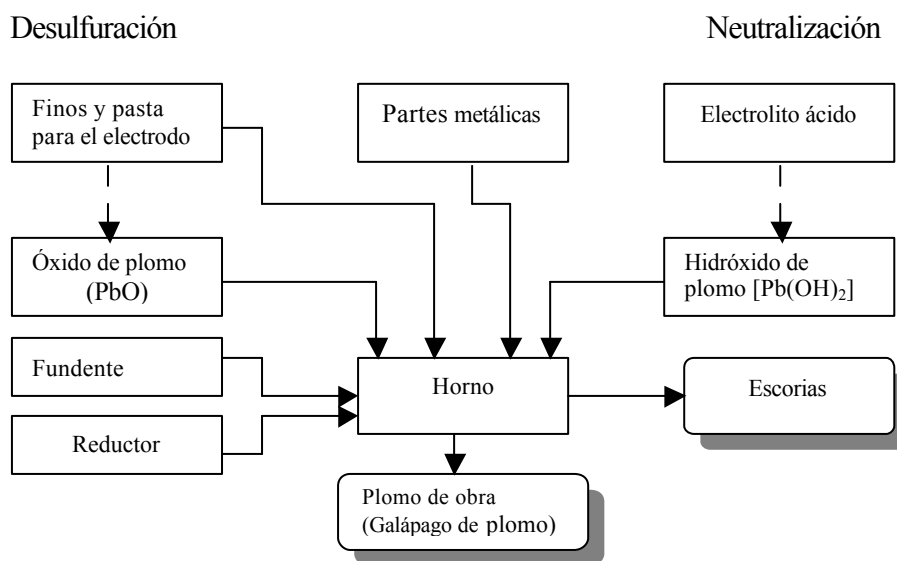 Desulfuración
Neutralización
Finos y pasta
para el electrodo
Partes metálicas
Electrolito ácido
Óxido de plomo
(PbO)
Hidróxido de
plomo [Pb(OH)₂]
Fundente
Horno
Escorias
Reductor
Plomo de obra
(Galápago de plomo)